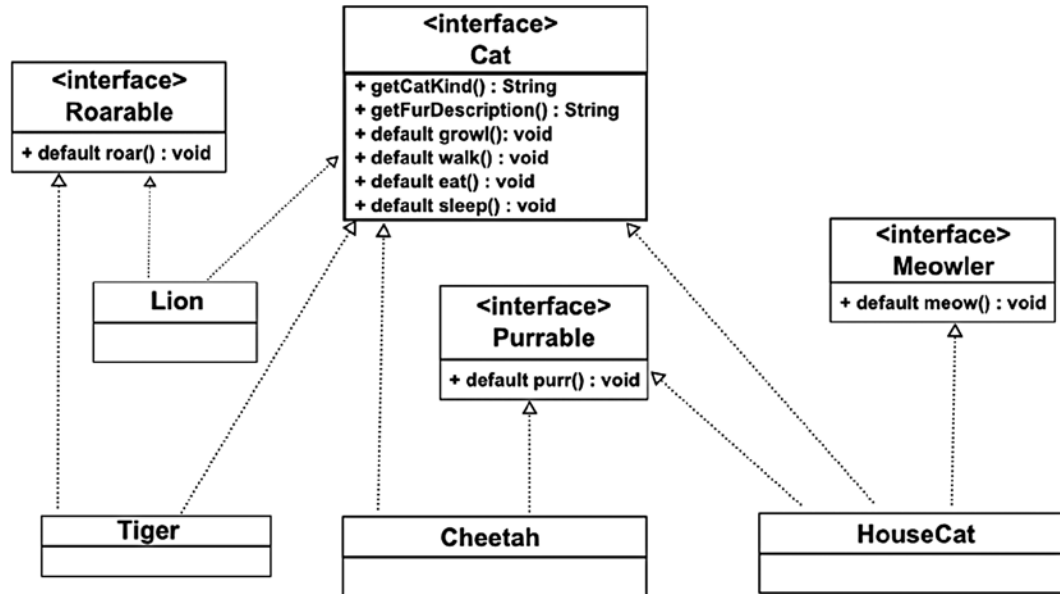 <interface>
Cat
+ getCatKind() : String
+ getFurDescription() : String
+ default growl(): void
+ default walk() : void
+ default eat() : void
+ default sleep() : void
<interface>
Roarable
+ default roar() : void
Lion
<interface>
Purrable
+ default purr() : void
<interface>
Meowler
+ default meow() : void
Tiger
Cheetah
HouseCat